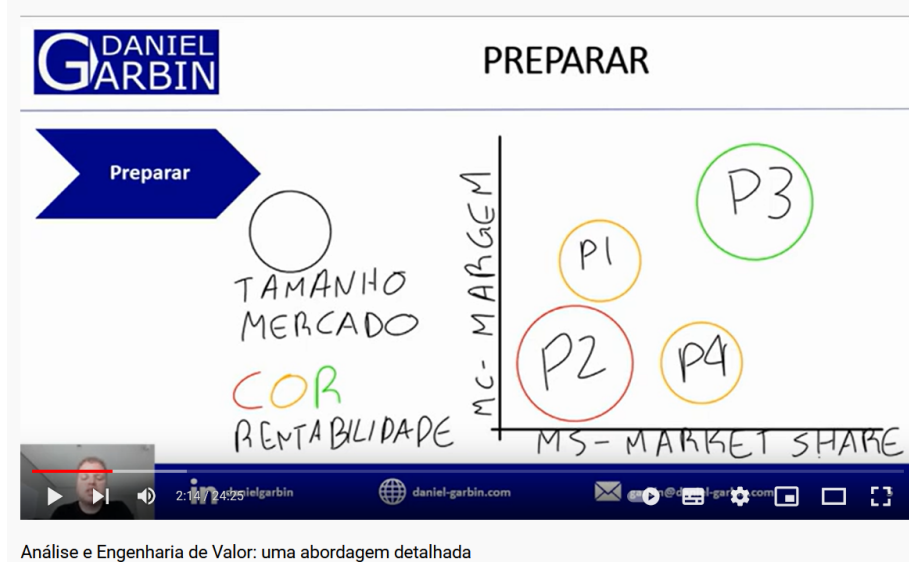 DANIEL
GARBIN
PREPARAR
Preparar
TAMANHO
MERCADO
COR
RENTABILIDADE
MC- MARGEM
P1
P2
P3
P4
MS- MARKET SHARE
2:14 / 24:25
in
danielgarbin
daniel-garbin.com
Análise e Engenharia de Valor: uma abordagem detalhada